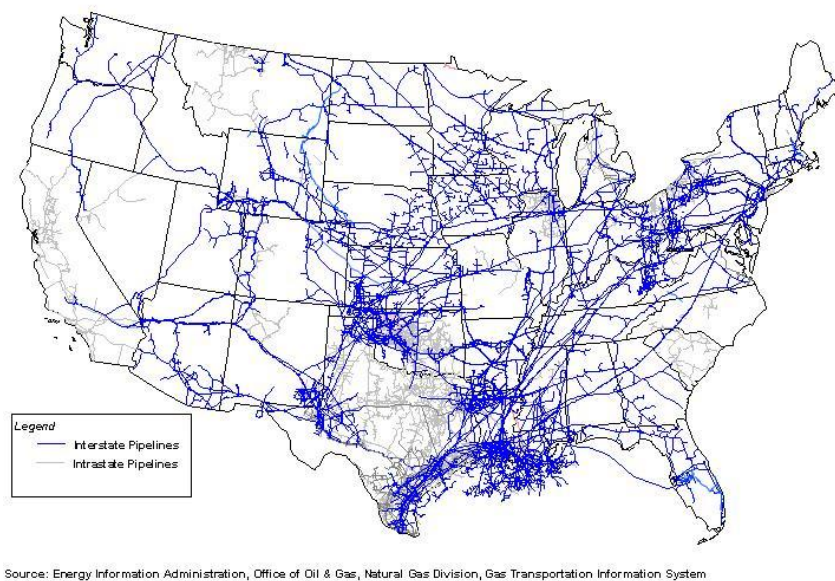 Legend
Interstate Pipelines
Intrastate Pipelines
Source: Energy Information Administration, Office of Oil & Gas, Natural Gas Division, Gas Transportation Information System